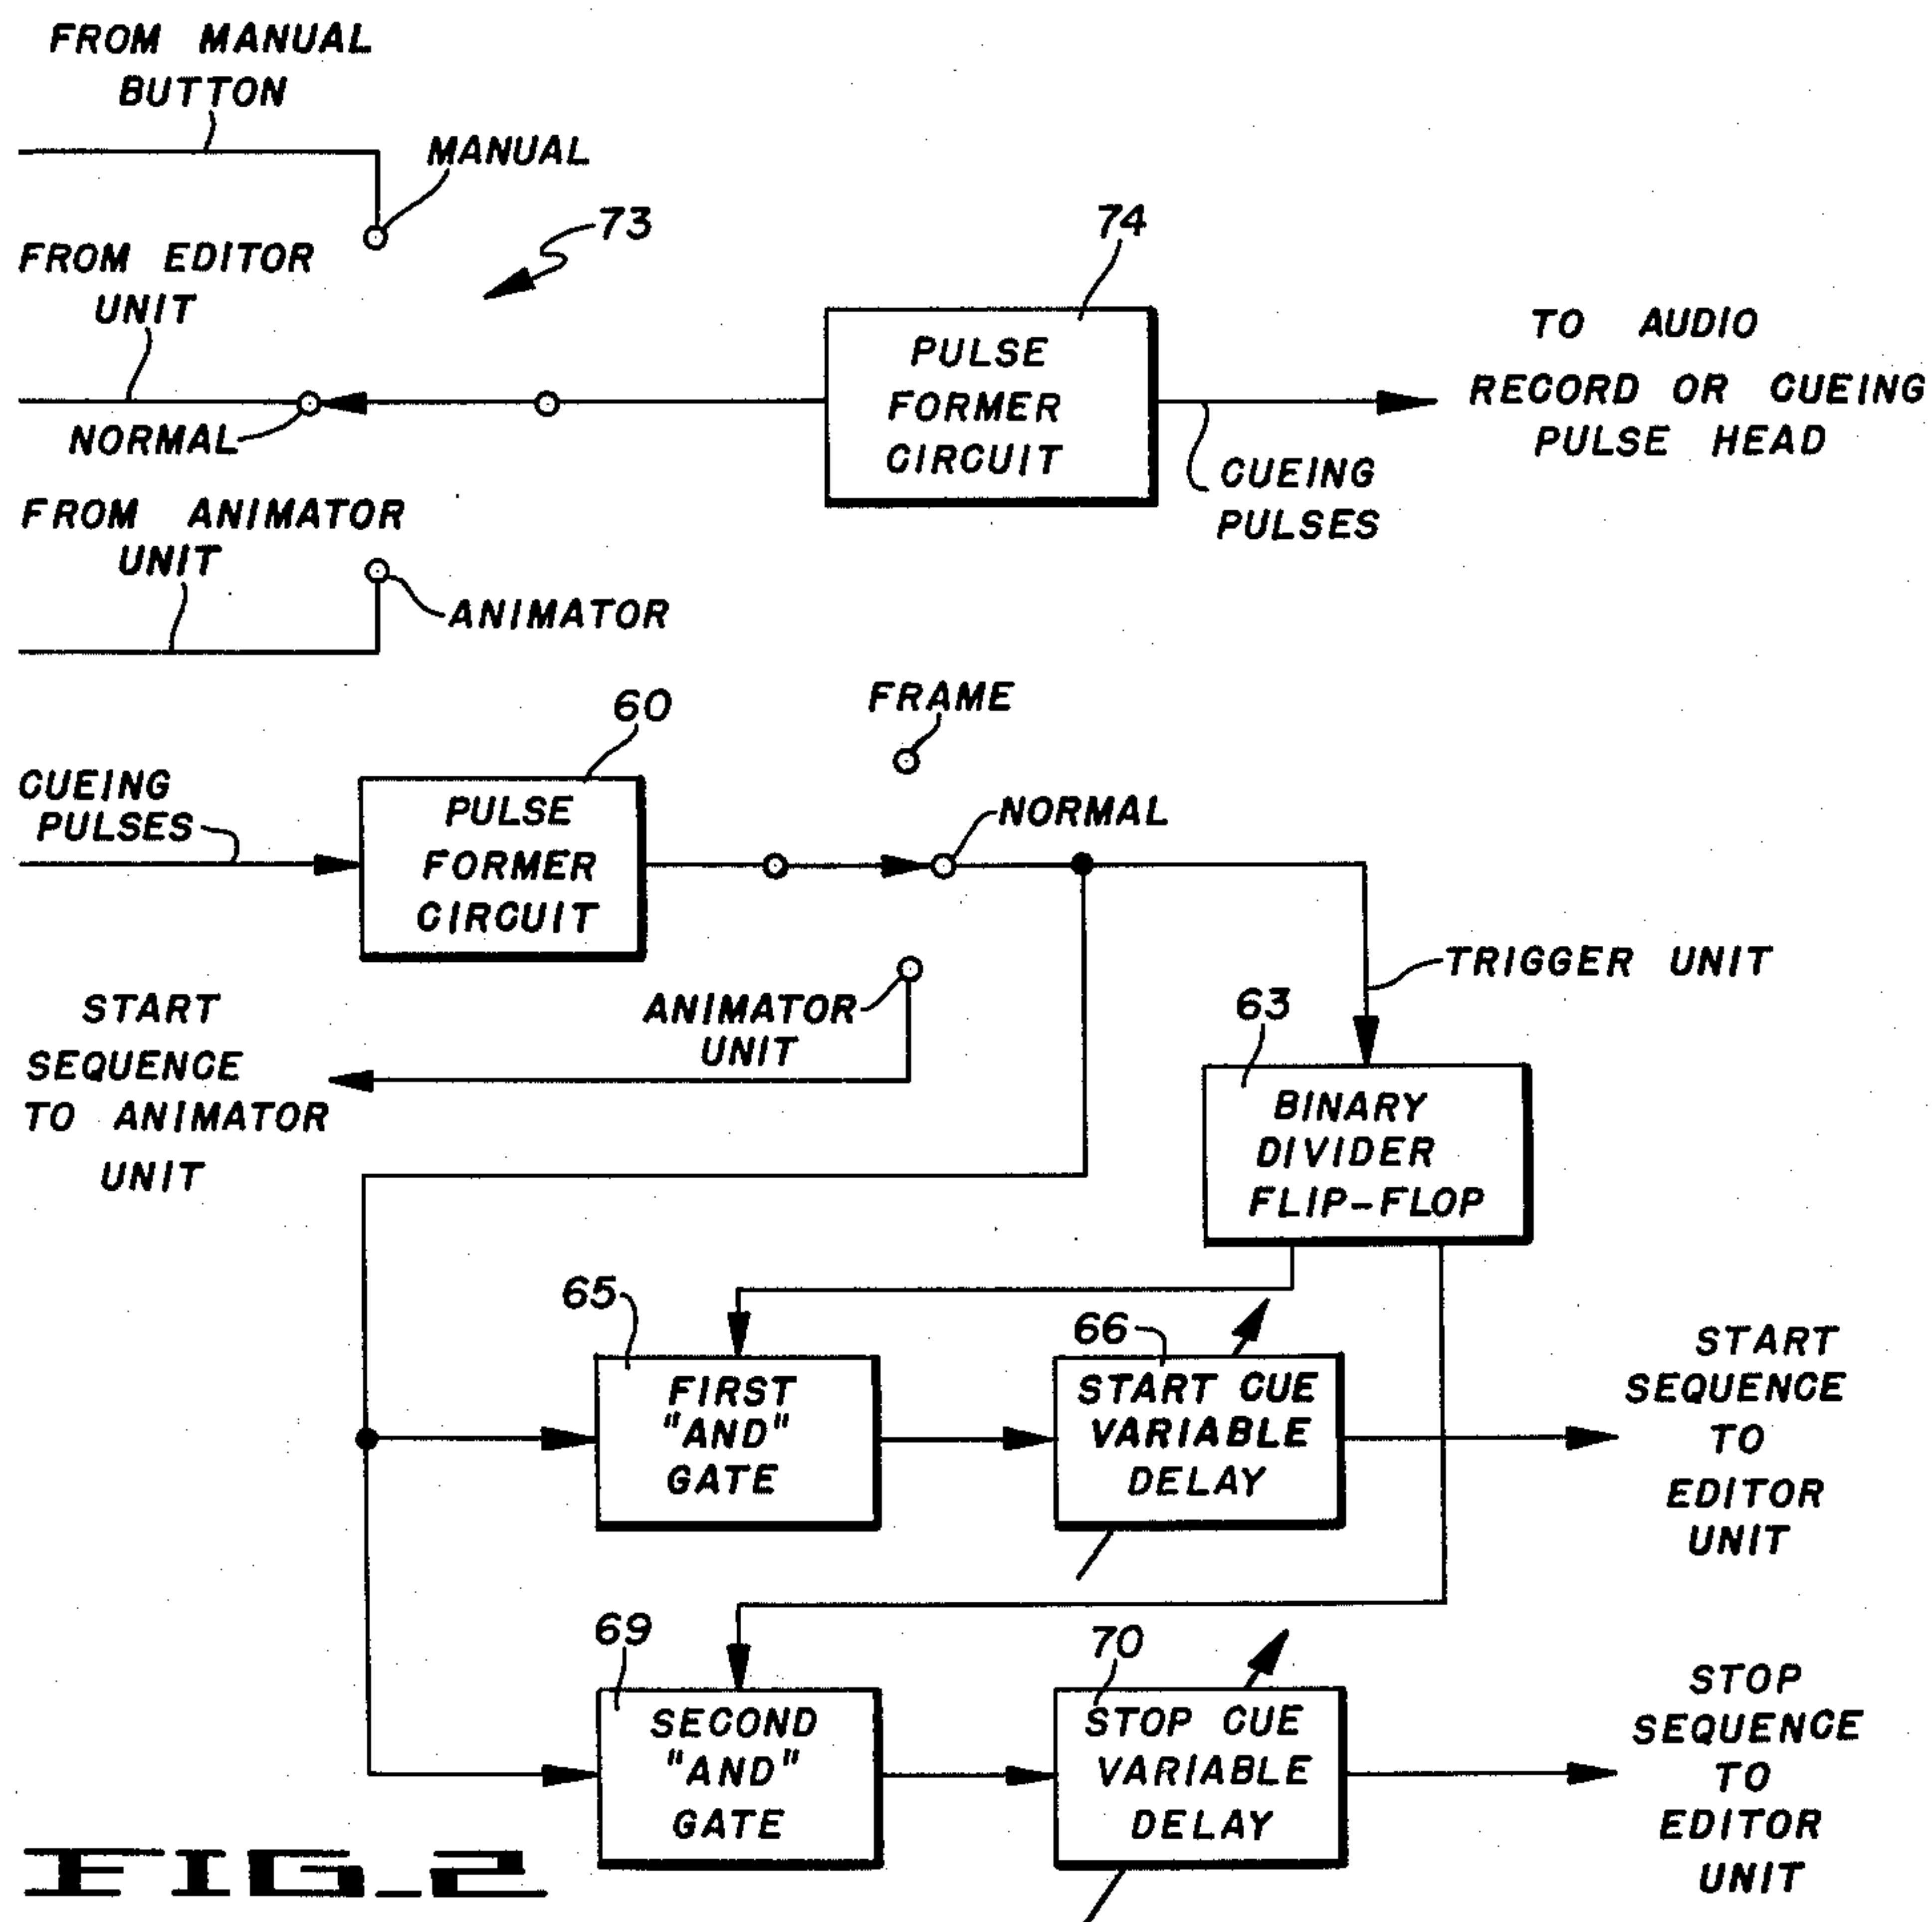 FROM MANUAL
BUTTON
MANUAL
73
FROM EDITOR
UNIT
NORMAL
74
PULSE
FORMER
CIRCUIT
TO AUDIO
RECORD OR CUEING
PULSE HEAD
CUEING
PULSES
FROM ANIMATOR
UNIT
ANIMATOR
60
FRAME
CUEING
PULSES
PULSE
FORMER
CIRCUIT
NORMAL
TRIGGER UNIT
ANIMATOR
UNIT
START
SEQUENCE
TO ANIMATOR
UNIT
63
BINARY
DIVIDER
FLIP-FLOP
65
FIRST
"AND"
GATE
66
START CUE
VARIABLE
DELAY
START
SEQUENCE
TO
EDITOR
UNIT
69
SECOND
"AND"
GATE
70
STOP CUE
VARIABLE
DELAY
STOP
SEQUENCE
TO
EDITOR
UNIT
FIG_2